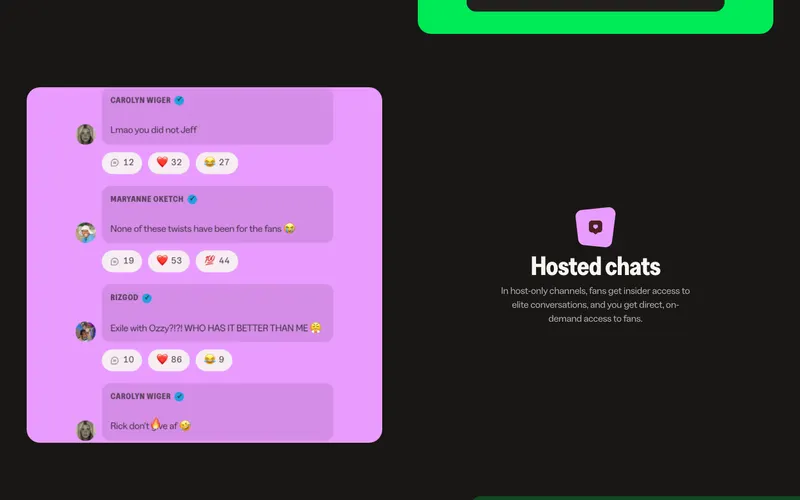 CAROLYN WIGER
Lmao you did not Jeff
12 ❤️ 32 😂 27
MARYANNE OKETCH
None of these twists have been for the fans 😂
19 ❤️ 53 💯 44
RIZGOD
Exile with Ozzy?!?! WHO HAS IT BETTER THAN ME 😤
10 ❤️ 86 😂 9
CAROLYN WIGER
Rick don't 🔥ve af 🤣
Hosted chats
In host-only channels, fans get insider access to
elite conversations, and you get direct, on-
demand access to fans.